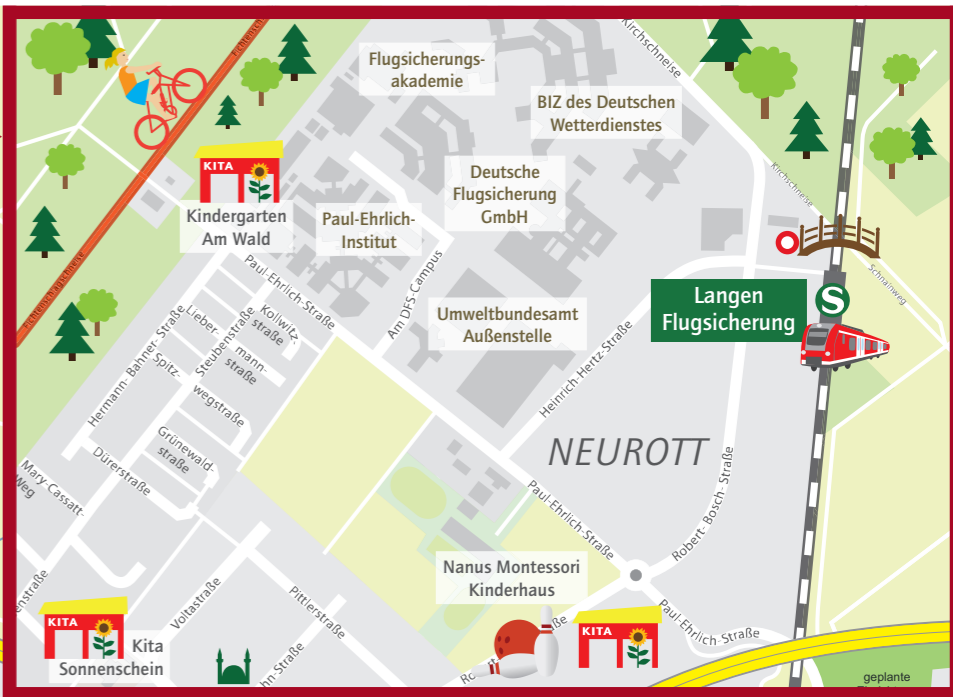 Kirchschneise
Flugsicherungs-
akademie
BIZ des Deutschen
Wetterdienstes
KITA
Kindergarten
Am Wald
Deutsche
Flugsicherung
GmbH
Paul-Ehrlich-
Institut
Kirchschneise
Schnainweg
Fichtenschlagschneise
Paul-Ehrlich-Straße
Am DFS-Campus
Umweltbundesamt
Außenstelle
Langen
Flugsicherung
S
Hermann-Bahner-Straße
Lieber-
mann-
straße
Steubenstraße
Kollwitz-
straße
Spitz-
wegstraße
Heinrich-Hertz-Straße
NEUROTT
Grünewald-
straße
Dürerstraße
Mary-Cassatt-
Weg
Paul-Ehrlich-Straße
Robert-Bosch-Straße
Nanus Montessori
Kinderhaus
Voltastraße
Pittlerstraße
KITA
Kita
Sonnenschein
KITA
Paul-Ehrlich-Straße
geplante